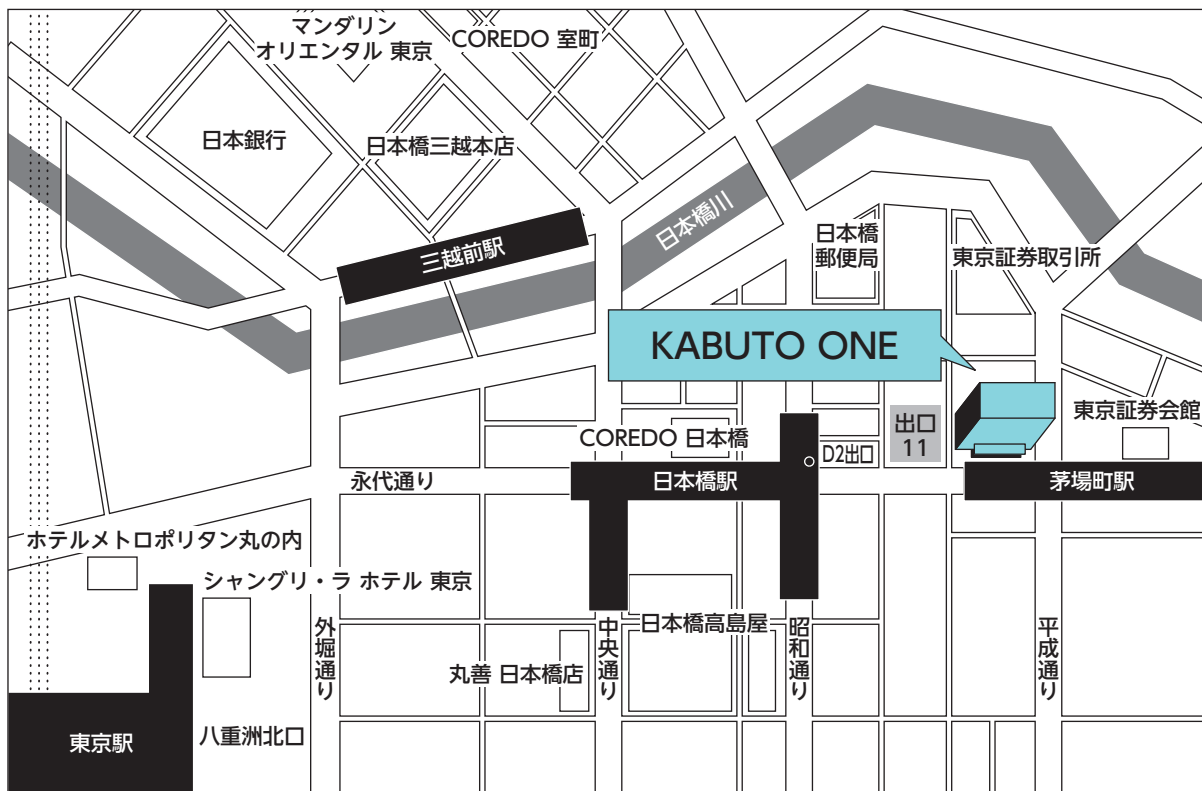 マンダリン
オリエンタル 東京
COREDO 室町
日本銀行
日本橋三越本店
日本橋川
日本橋
郵便局
東京証券取引所
三越前駅
KABUTO ONE
東京証券会館
出口
11
COREDO 日本橋
D2出口
永代通り
日本橋駅
茅場町駅
ホテルメトロポリタン丸の内
シャングリ・ラ ホテル 東京
外堀通り
中央通り
日本橋高島屋
昭和通り
平成通り
丸善 日本橋店
東京駅
八重洲北口